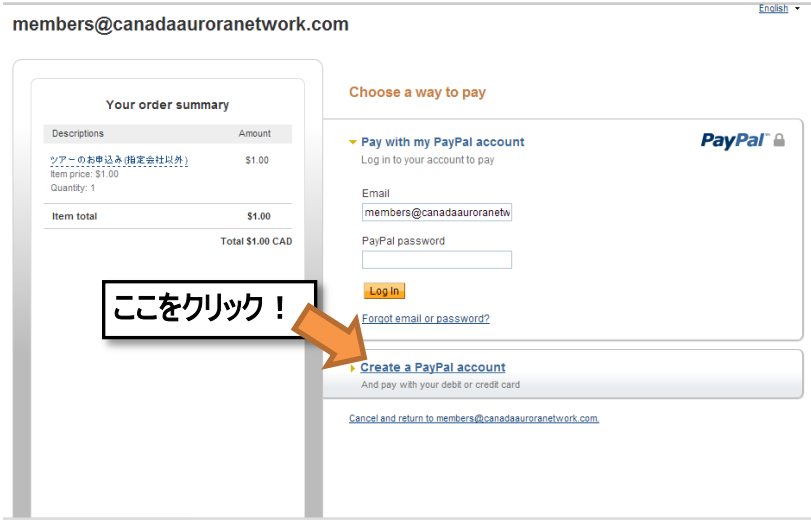 English
members@canadaauroranetwork.com
Your order summary
Descriptions Amount
ツアーのお申込み(指定会社以外) $1.00
Item price: $1.00
Quantity: 1
Item total $1.00
Total $1.00 CAD
ここをクリック！
Choose a way to pay
Pay with my PayPal account
PayPal™
Log in to your account to pay
Email
members@canadaauroranetw
PayPal password
Log In
Forgot email or password?
Create a PayPal account
And pay with your debit or credit card
Cancel and return to members@canadaauroranetwork.com.